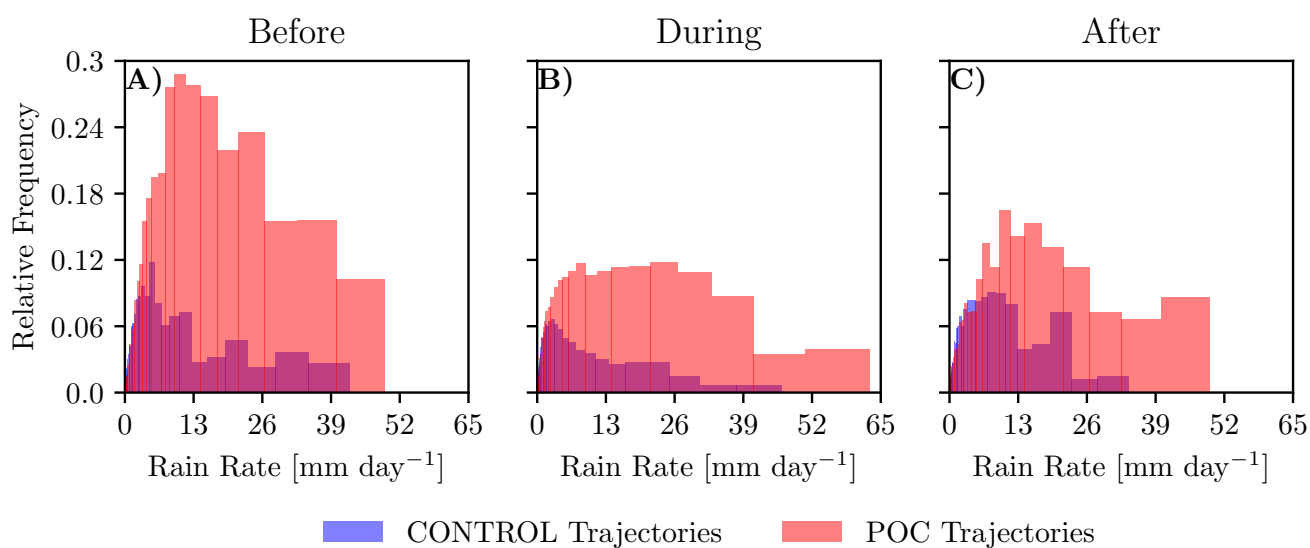 Before During After
A) B) C)
Relative Frequency
0.3
0.24
0.18
0.12
0.06
0.0
0 13 26 39 52 65
0 13 26 39 52 65
0 13 26 39 52 65
Rain Rate [mm day⁻¹] Rain Rate [mm day⁻¹] Rain Rate [mm day⁻¹]
CONTROL Trajectories POC Trajectories